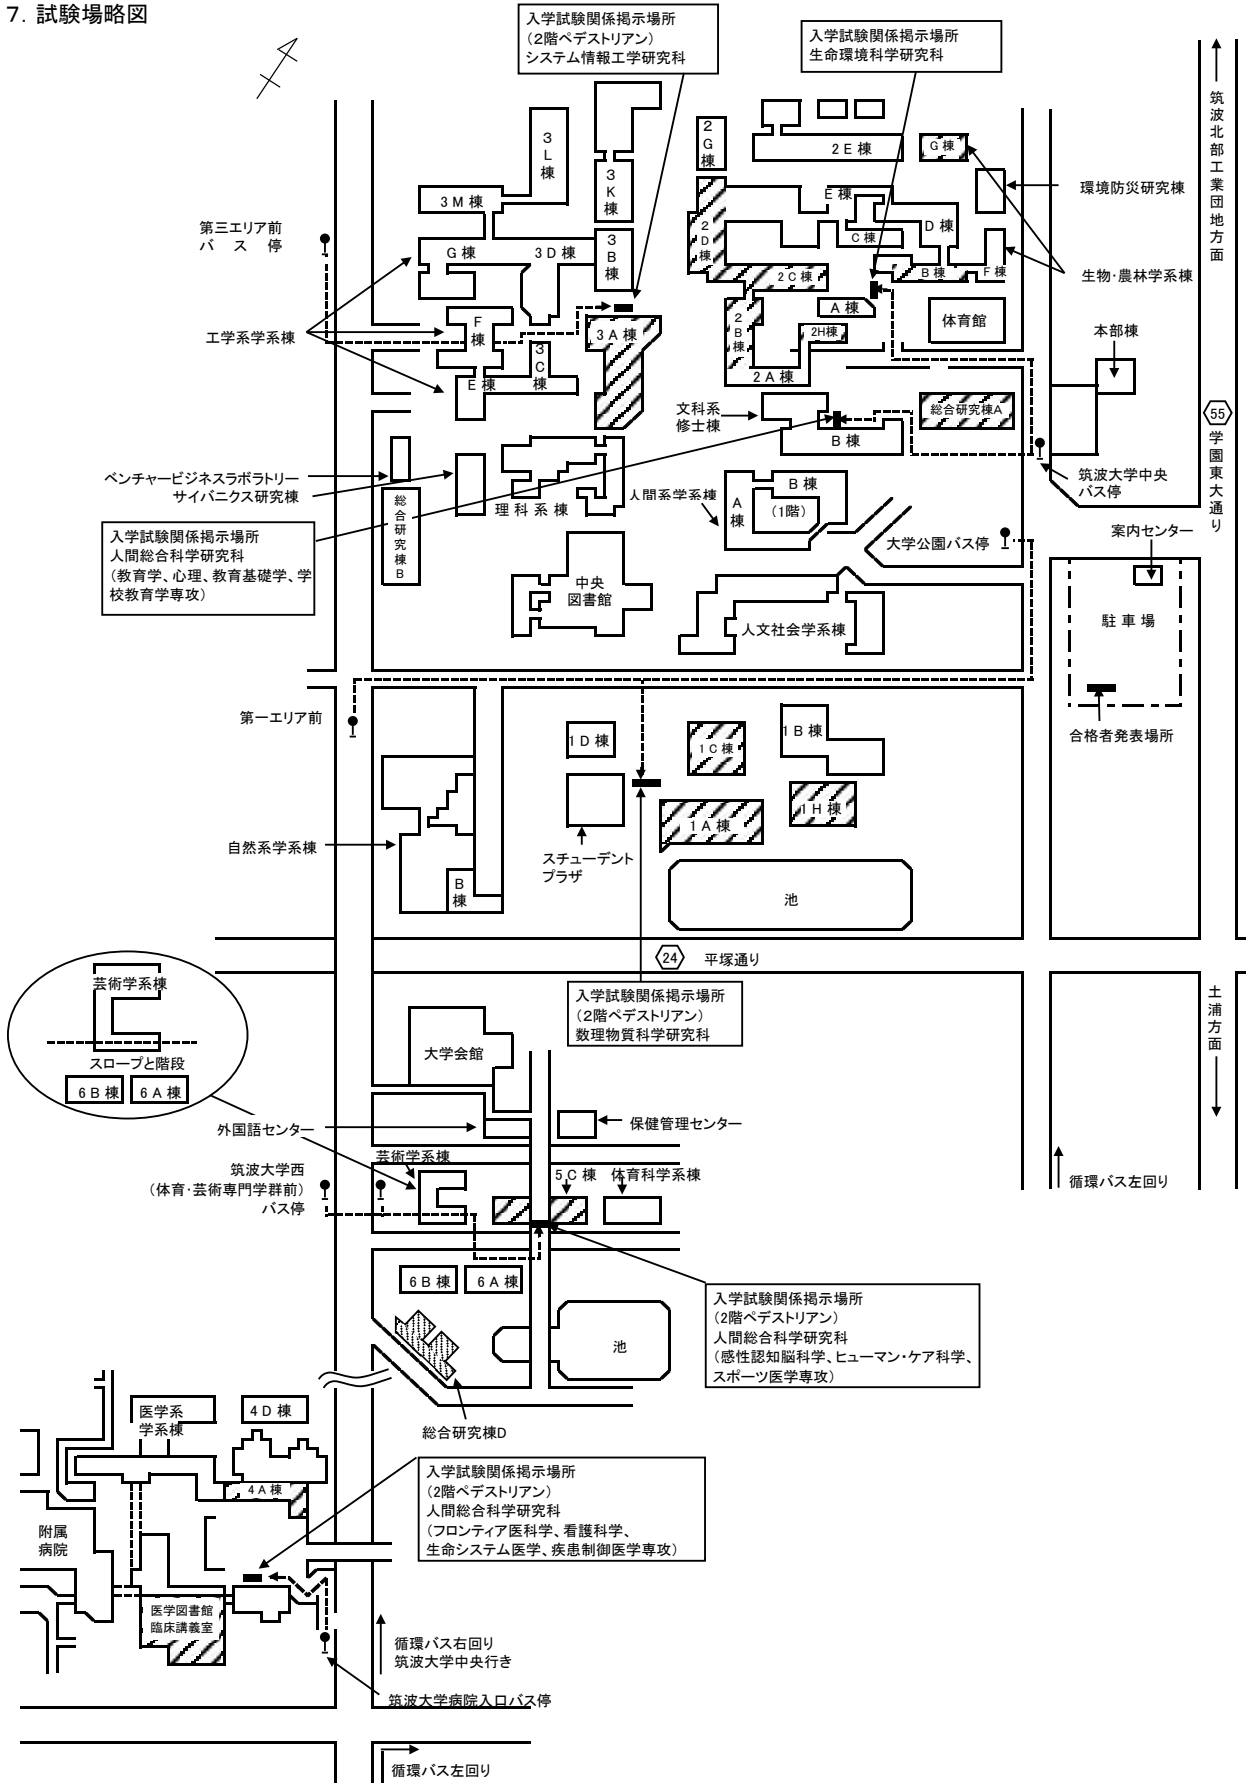 7. 試験場略図
入学試験関係掲示場所
(2階ペデストリアン)
システム情報工学研究科
入学試験関係掲示場所
生命環境科学研究科
筑波北部工業団地方面
3L棟
3K棟
3M棟
2G棟
2E棟
G棟
環境防災研究棟
第三エリア前
バス停
G棟
3D棟
3B棟
2D棟
E棟
C棟
D棟
2C棟
B棟
F棟
生物・農林学系棟
工学系学系棟
F棟
3A棟
2B棟
A棟
2H棟
体育館
本部棟
E棟
3C棟
2A棟
文科系
修士棟
B棟
総合研究棟A
55
学園東大通り
筑波大学中央
バス停
ベンチャービジネスラボラトリー
サイバニクス研究棟
総合研究棟B
理科系棟
人間系学系棟
A棟
B棟
(1階)
大学公園バス停
案内センター
入学試験関係掲示場所
人間総合科学研究科
(教育学、心理、教育基礎学、学
校教育学専攻)
中央
図書館
人文社会学系棟
駐車場
合格者発表場所
第一エリア前
1D棟
1C棟
1B棟
1H棟
1A棟
自然系学系棟
スチューデント
プラザ
B棟
池
24
平塚通り
土浦方面
入学試験関係掲示場所
(2階ペデストリアン)
数理物質科学研究科
芸術学系棟
スロープと階段
6B棟
6A棟
大学会館
外国語センター
保健管理センター
芸術学系棟
筑波大学西
(体育・芸術専門学群前)
バス停
5C棟
体育科学系棟
循環バス左回り
6B棟
6A棟
池
入学試験関係掲示場所
(2階ペデストリアン)
人間総合科学研究科
(感性認知脳科学、ヒューマン・ケア科学、
スポーツ医学専攻)
総合研究棟D
医学系
学系棟
4D棟
4A棟
入学試験関係掲示場所
(2階ペデストリアン)
人間総合科学研究科
(フロンティア医科学、看護科学、
生命システム医学、疾患制御医学専攻)
附属
病院
医学図書館
臨床講義室
循環バス右回り
筑波大学中央行き
筑波大学病院入口バス停
循環バス左回り